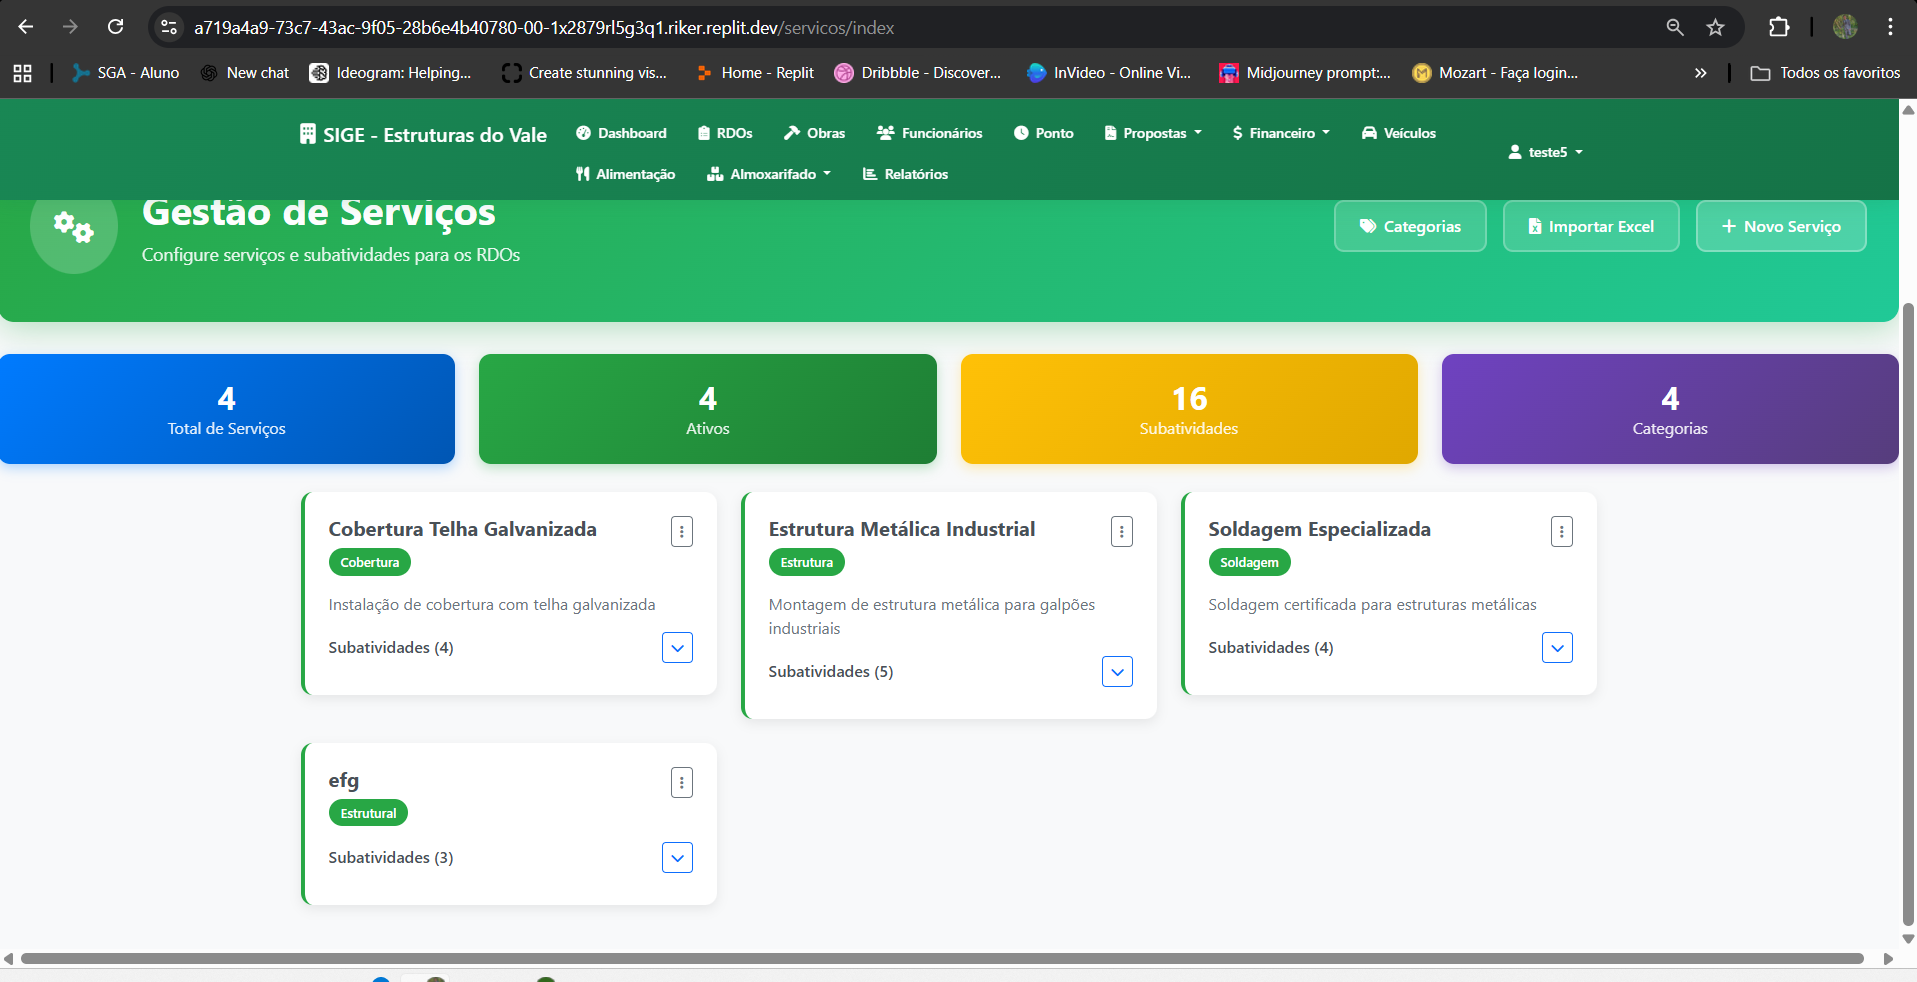 a719a4a9-73c7-43ac-9f05-28b6e4b40780-00-1x2879rl5g3q1.riker.replit.dev/servicos/index
SGA - Aluno
New chat
Ideogram: Helping...
Create stunning vis...
Home - Replit
Dribbble - Discover...
InVideo - Online Vi...
Midjourney prompt:...
Mozart - Faça login...
Todos os favoritos
SIGE - Estruturas do Vale
Dashboard
RDOs
Obras
Funcionários
Ponto
Propostas
Financeiro
Veículos
Alimentação
Almoxarifado
Relatórios
teste5
Gestão de Serviços
Configure serviços e subatividades para os RDOs
Categorias
Importar Excel
Novo Serviço
4
Total de Serviços
4
Ativos
16
Subatividades
4
Categorias
Cobertura Telha Galvanizada
Cobertura
Instalação de cobertura com telha galvanizada
Subatividades (4)
Estrutura Metálica Industrial
Estrutura
Montagem de estrutura metálica para galpões
industriais
Subatividades (5)
Soldagem Especializada
Soldagem
Soldagem certificada para estruturas metálicas
Subatividades (4)
efg
Estrutural
Subatividades (3)